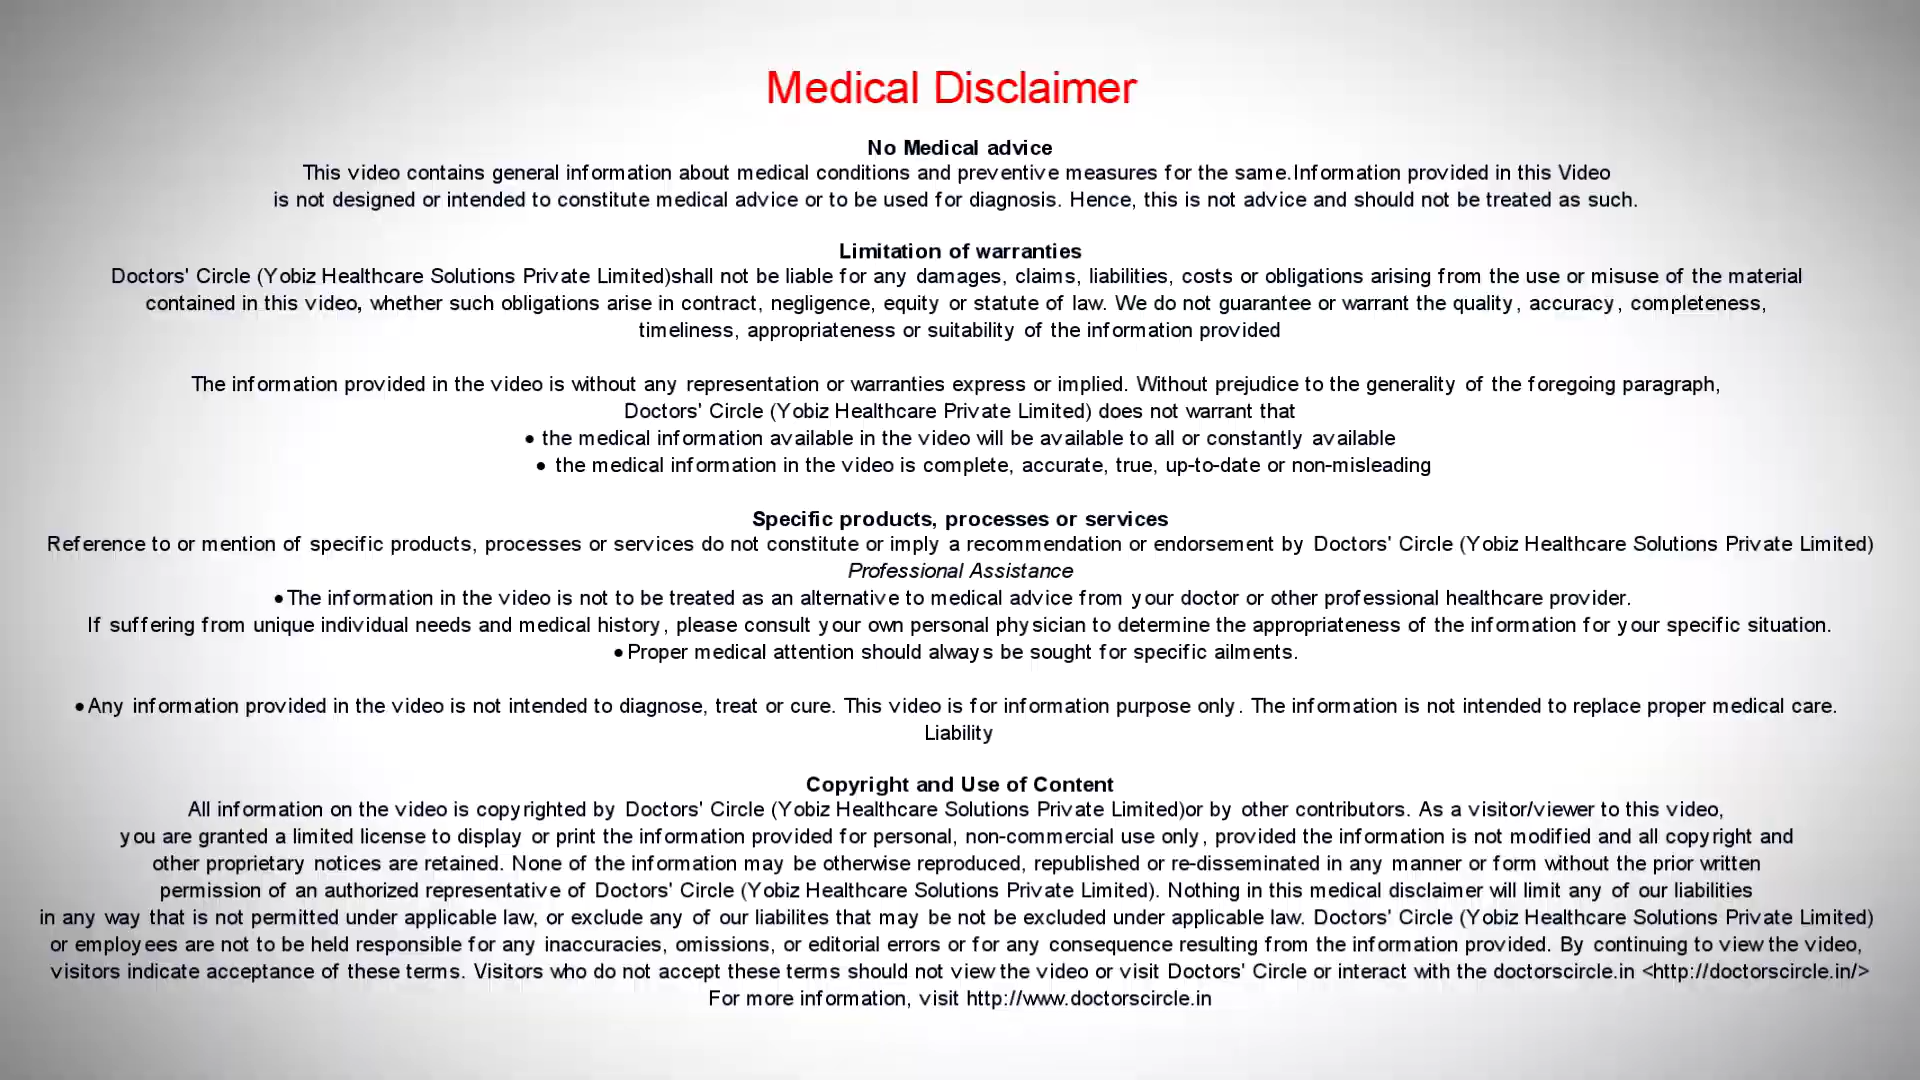 Medical Disclaimer
No Medical advice
This video contains general information about medical conditions and preventive measures for the same.Information provided in this Video
is not designed or intended to constitute medical advice or to be used for diagnosis. Hence, this is not advice and should not be treated as such.
Limitation of warranties
Doctors' Circle (Yobiz Healthcare Solutions Private Limited)shall not be liable for any damages, claims, liabilities, costs or obligations arising from the use or misuse of the material
contained in this video, whether such obligations arise in contract, negligence, equity or statute of law. We do not guarantee or warrant the quality, accuracy, completeness,
timeliness, appropriateness or suitability of the information provided
The information provided in the video is without any representation or warranties express or implied. Without prejudice to the generality of the foregoing paragraph,
Doctors' Circle (Yobiz Healthcare Private Limited) does not warrant that
• the medical information available in the video will be available to all or constantly available
• the medical information in the video is complete, accurate, true, up-to-date or non-misleading
Specific products, processes or services
Reference to or mention of specific products, processes or services do not constitute or imply a recommendation or endorsement by Doctors' Circle (Yobiz Healthcare Solutions Private Limited)
Professional Assistance
•The information in the video is not to be treated as an alternative to medical advice from your doctor or other professional healthcare provider.
If suffering from unique individual needs and medical history, please consult your own personal physician to determine the appropriateness of the information for your specific situation.
•Proper medical attention should always be sought for specific ailments.
•Any information provided in the video is not intended to diagnose, treat or cure. This video is for information purpose only. The information is not intended to replace proper medical care.
Liability
Copyright and Use of Content
All information on the video is copyrighted by Doctors' Circle (Yobiz Healthcare Solutions Private Limited)or by other contributors. As a visitor/viewer to this video,
you are granted a limited license to display or print the information provided for personal, non-commercial use only, provided the information is not modified and all copyright and
other proprietary notices are retained. None of the information may be otherwise reproduced, republished or re-disseminated in any manner or form without the prior written
permission of an authorized representative of Doctors' Circle (Yobiz Healthcare Solutions Private Limited). Nothing in this medical disclaimer will limit any of our liabilities
in any way that is not permitted under applicable law, or exclude any of our liabilites that may be not be excluded under applicable law. Doctors' Circle (Yobiz Healthcare Solutions Private Limited)
or employees are not to be held responsible for any inaccuracies, omissions, or editorial errors or for any consequence resulting from the information provided. By continuing to view the video,
visitors indicate acceptance of these terms. Visitors who do not accept these terms should not view the video or visit Doctors' Circle or interact with the doctorscircle.in <http://doctorscircle.in/>
For more information, visit http://www.doctorscircle.in